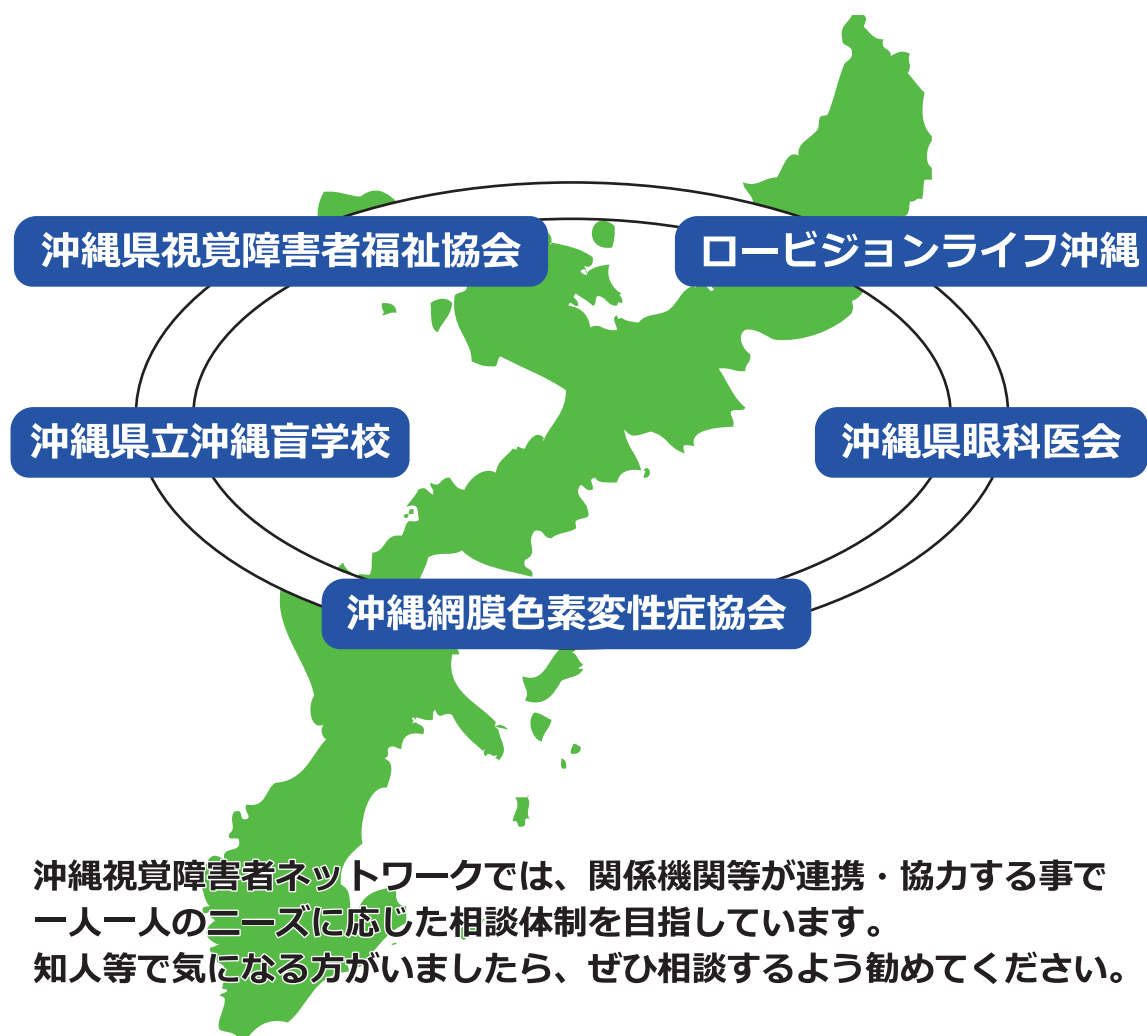 沖縄県視覚障害者福祉協会
ロービジョンライフ沖縄
沖縄県立沖縄盲学校
沖縄県眼科医会
沖縄網膜色素変性症協会
沖縄視覚障害者ネットワークでは、関係機関等が連携・協力する事で
一人一人のニーズに応じた相談体制を目指しています。
知人等で気になる方がいましたら、ぜひ相談するよう勧めてください。